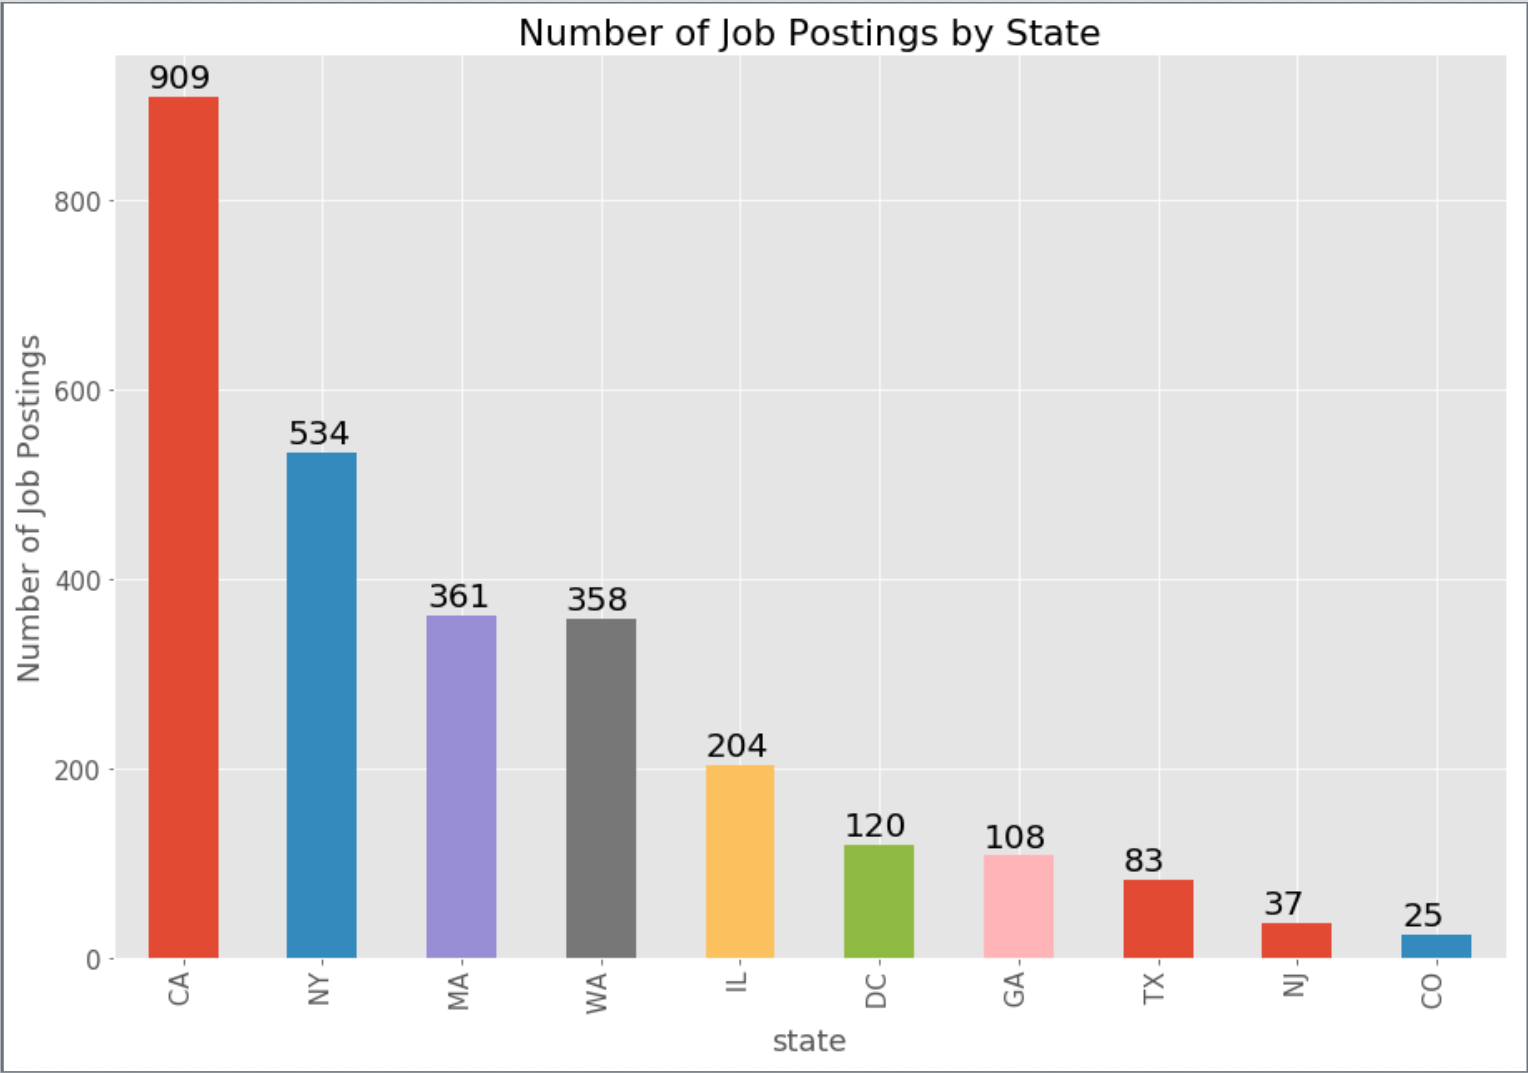 Number of Job Postings by State
Number of Job Postings
800
600
400
200
0
909
534
361
358
204
120
108
83
37
25
CA
NY
MA
WA
IL
DC
GA
TX
NJ
CO
state